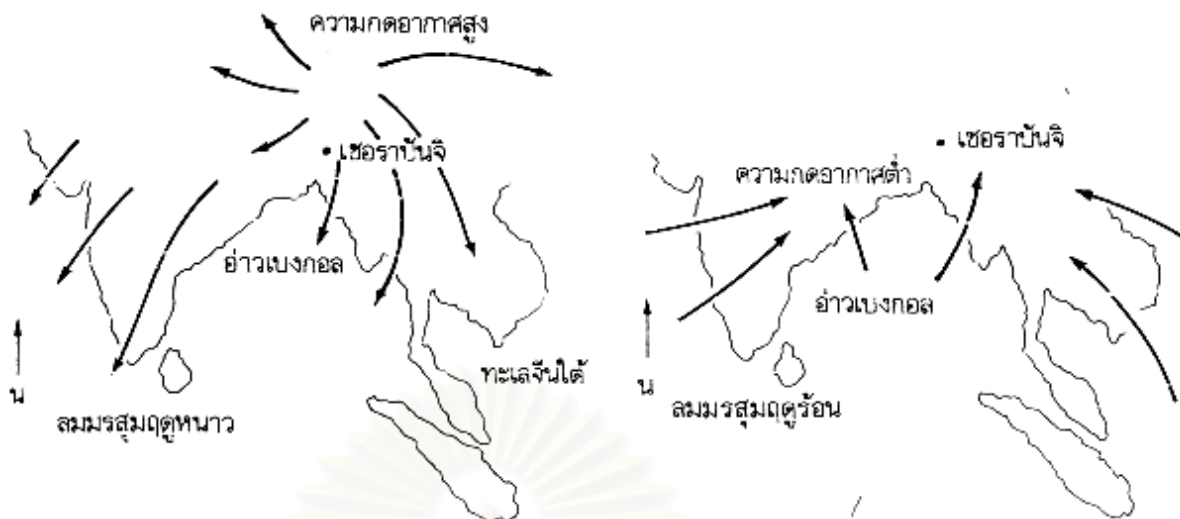 ความกดอากาศสูง
• เชอราปันจิ
อ่าวเบงกอล
ทะเลจีนใต้
น
ลมมรสุมฤดูหนาว
• เชอราปันจิ
ความกดอากาศต่ำ
อ่าวเบงกอล
น
ลมมรสุมฤดูร้อน